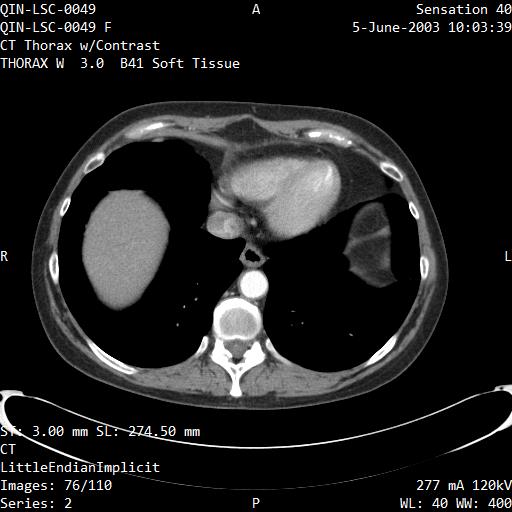 QIN-LSC-0049
A
Sensation 40
QIN-LSC-0049 F
5-June-2003 10:03:39
CT Thorax w/Contrast
THORAX W 3.0 B41 Soft Tissue
R
L
ST: 3.00 mm SL: 274.50 mm
CT
LittleEndianImplicit
Images: 76/110
277 mA 120kV
Series: 2
P
WL: 40 WW: 400